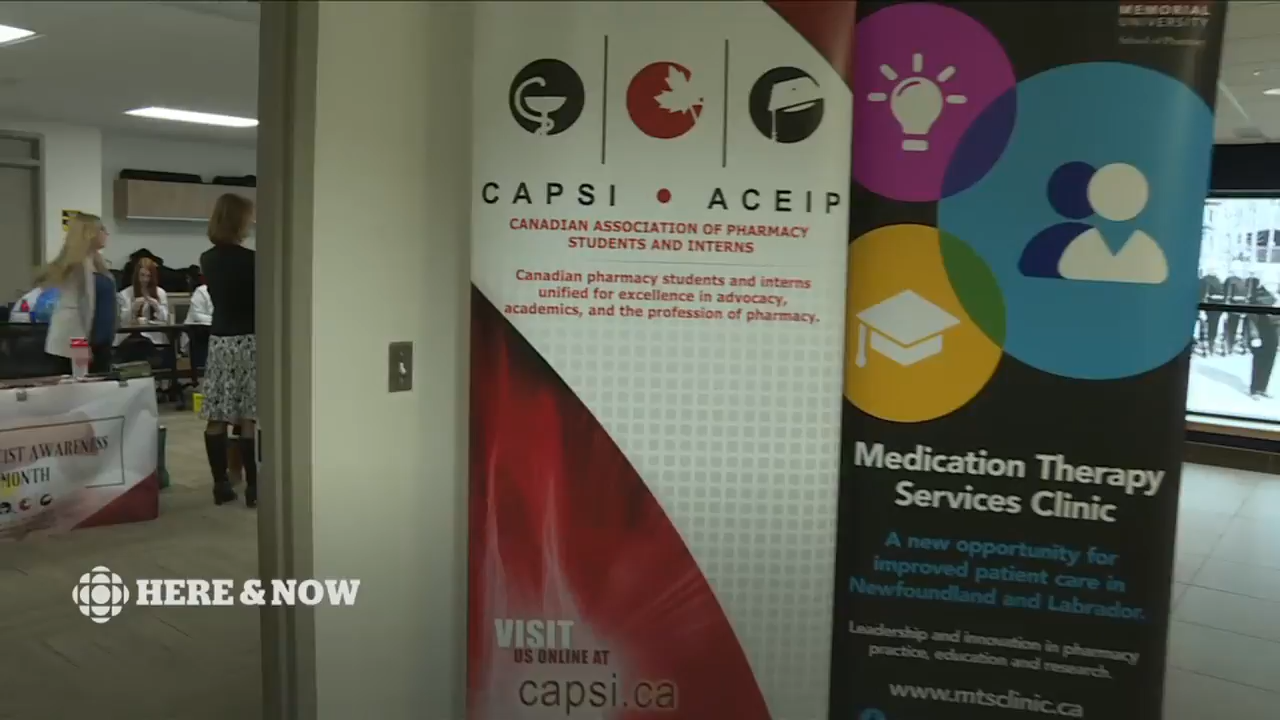 CAPSI • ACEIP
CANADIAN ASSOCIATION OF PHARMACY
STUDENTS AND INTERNS
Canadian pharmacy students and interns
unified for excellence in advocacy,
academics, and the profession of pharmacy.
VISIT
US ONLINE AT
capsi.ca
MEMORIAL
UNIVERSITY
School of Pharmacy
Medication Therapy
Services Clinic
A new opportunity for
improved patient care in
Newfoundland and Labrador.
Leadership and innovation in pharmacy
practice, education and research.
www.mtsclinic.ca
CIST AWARENESS
MONTH
HERE & NOW